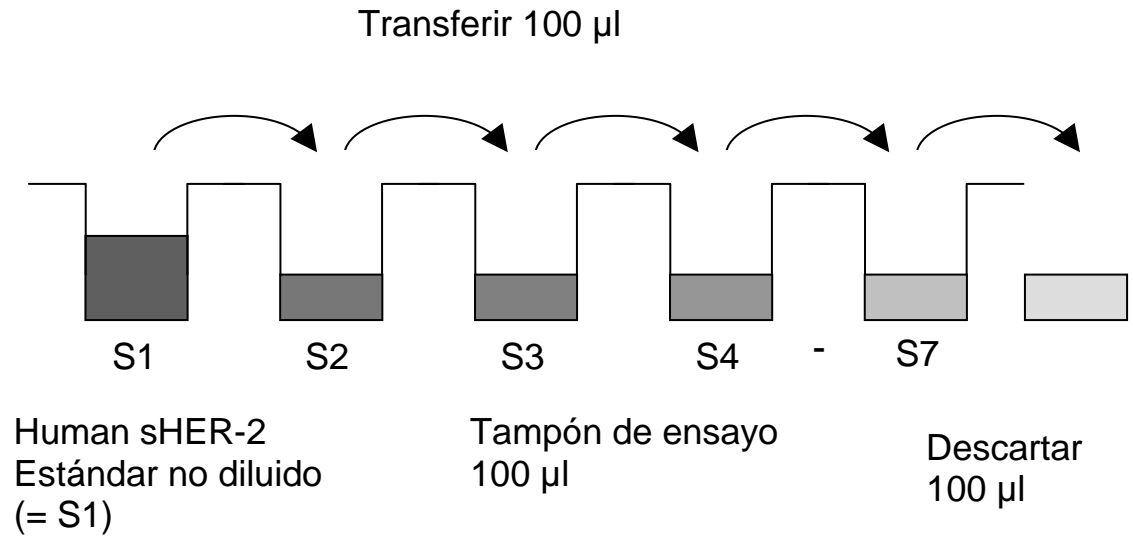 Transferir 100 µl
S1 S2 S3 S4 - S7
Human sHER-2
Estándar no diluido
(= S1)
Tampón de ensayo
100 µl
Descartar
100 µl